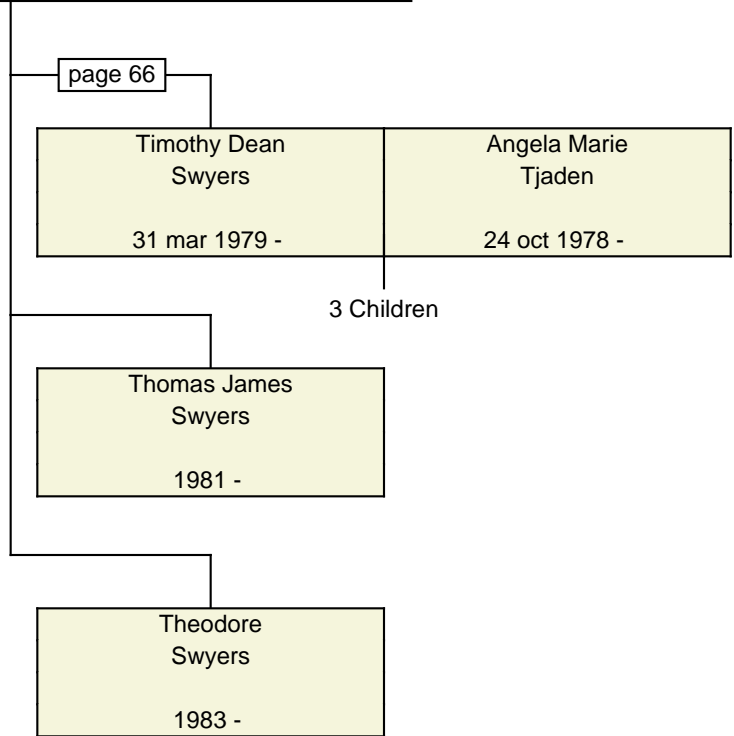 page 66
Timothy Dean
Swyers
31 mar 1979 -
Angela Marie
Tjaden
24 oct 1978 -
3 Children
Thomas James
Swyers
1981 -
Theodore
Swyers
1983 -